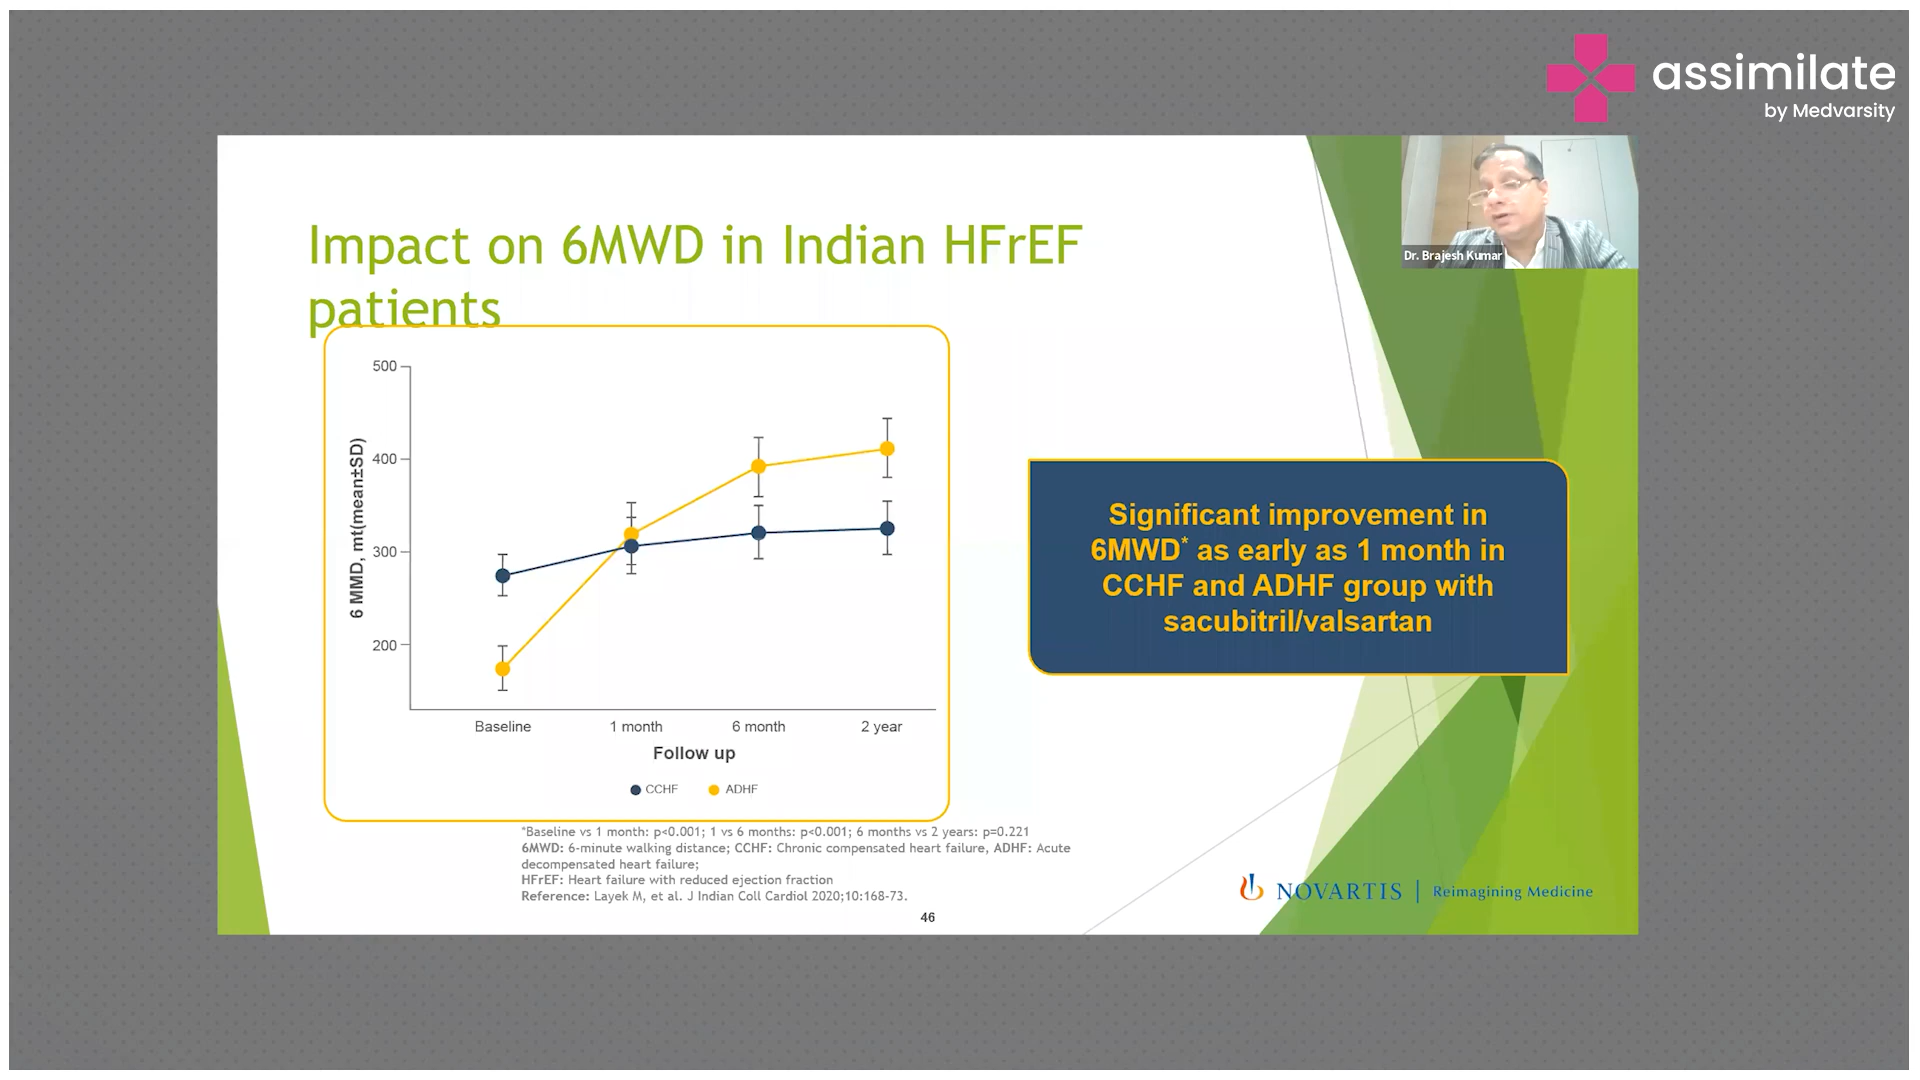 assimilate
by Medvarsity
Dr. Brajesh Kumar
Impact on 6MWD in Indian HFrEF
patients
500
400
300
200
6 MMD, mt(mean±SD)
Baseline
1 month
6 month
2 year
Follow up
CCHF
ADHF
Significant improvement in
6MWD* as early as 1 month in
CCHF and ADHF group with
sacubitril/valsartan
*Baseline vs 1 month: p<0.001; 1 vs 6 months: p<0.001; 6 months vs 2 years: p=0.221
6MWD: 6-minute walking distance; CCHF: Chronic compensated heart failure, ADHF: Acute
decompensated heart failure;
HFrEF: Heart failure with reduced ejection fraction
Reference: Layek M, et al. J Indian Coll Cardiol 2020;10:168-73.
NOVARTIS | Reimagining Medicine
46